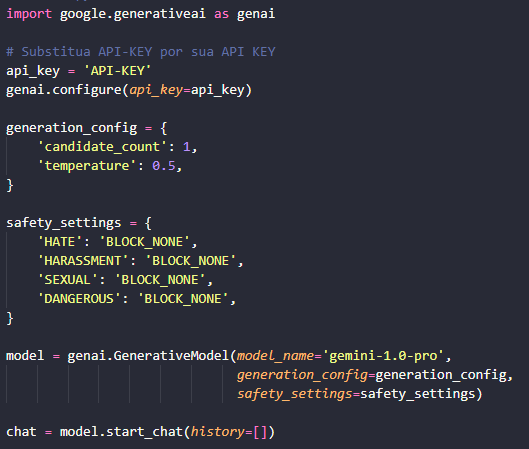 import google.generativeai as genai
# Substitua API-KEY por sua API KEY
api_key = 'API-KEY'
genai.configure(api_key=api_key)
generation_config = {
    'candidate_count': 1,
    'temperature': 0.5,
}
safety_settings = {
    'HATE': 'BLOCK_NONE',
    'HARASSMENT': 'BLOCK_NONE',
    'SEXUAL': 'BLOCK_NONE',
    'DANGEROUS': 'BLOCK_NONE',
}
model = genai.GenerativeModel(model_name='gemini-1.0-pro',
                              generation_config=generation_config,
                              safety_settings=safety_settings)
chat = model.start_chat(history=[])